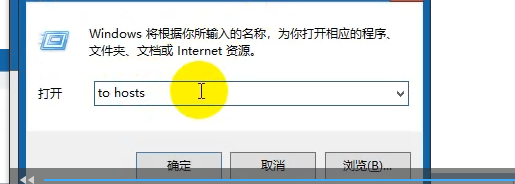 Windows 将根据你所输入的名称，为你打开相应的程序、
文件夹、文档或 Internet 资源。
打开 to hosts
确定 取消 浏览(B)...